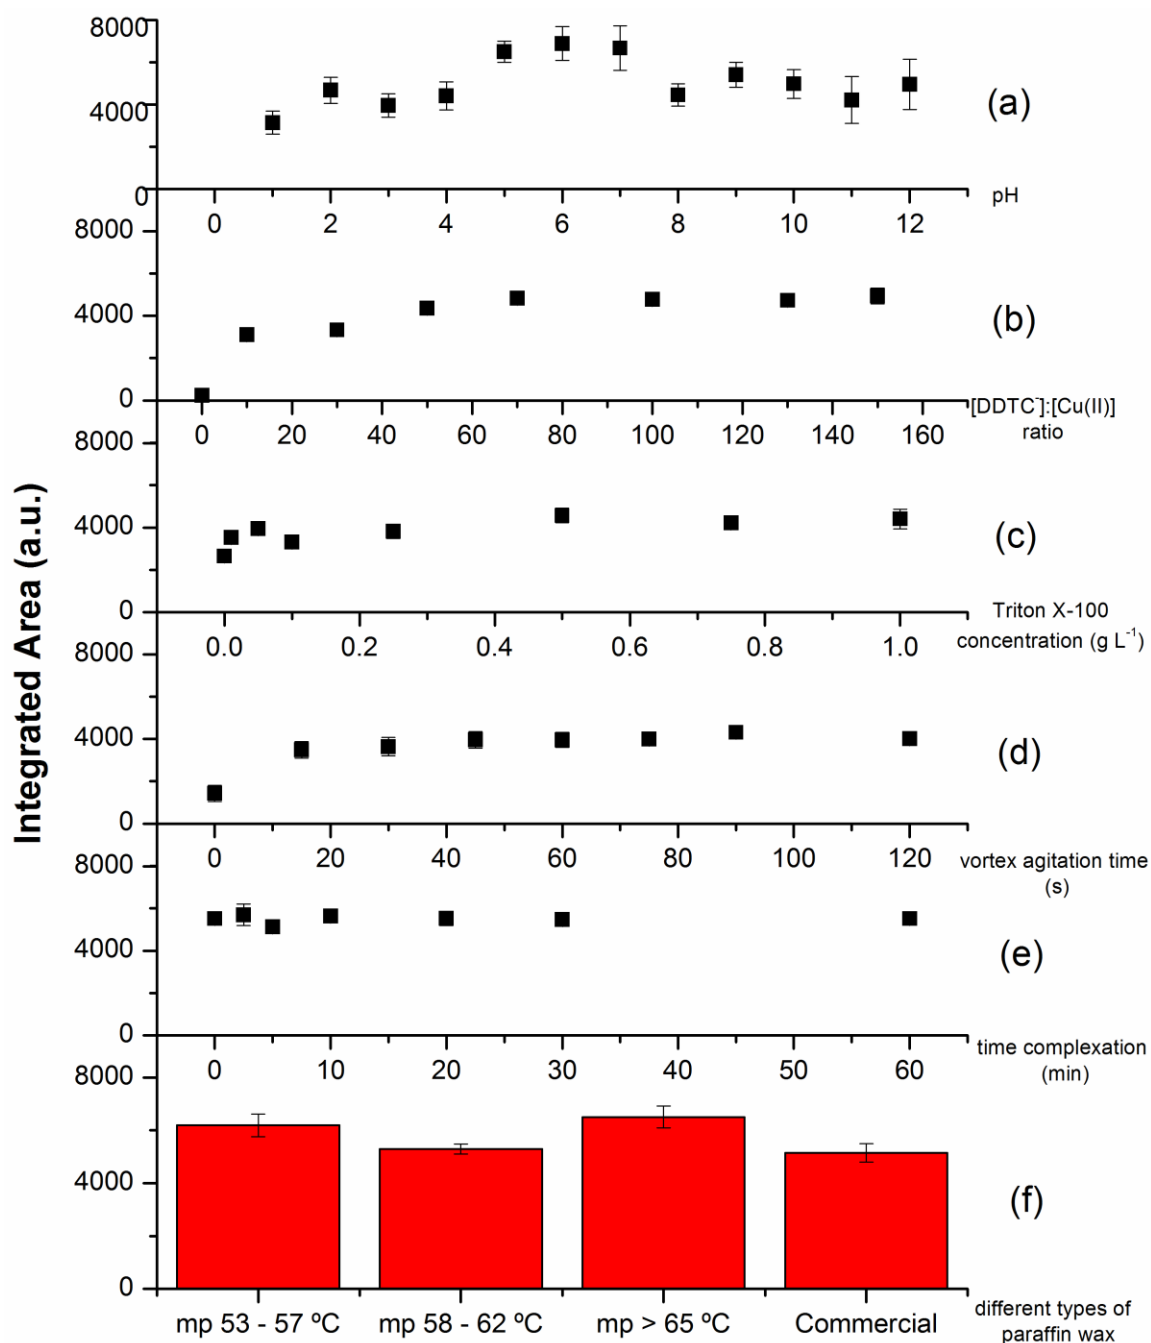 Integrated Area (a.u.)
8000
4000
0
(a)
pH
0 2 4 6 8 10 12
8000
4000
0
(b)
[DDTC-]:[Cu(II)]
ratio
0 20 40 60 80 100 120 140 160
8000
4000
0
(c)
Triton X-100
concentration (g L-1)
0.0 0.2 0.4 0.6 0.8 1.0
8000
4000
0
(d)
vortex agitation time
(s)
0 20 40 60 80 100 120
8000
4000
0
(e)
time complexation
(min)
0 10 20 30 40 50 60
8000
4000
0
(f)
mp 53 - 57 ºC mp 58 - 62 ºC mp > 65 ºC Commercial
different types of
paraffin wax